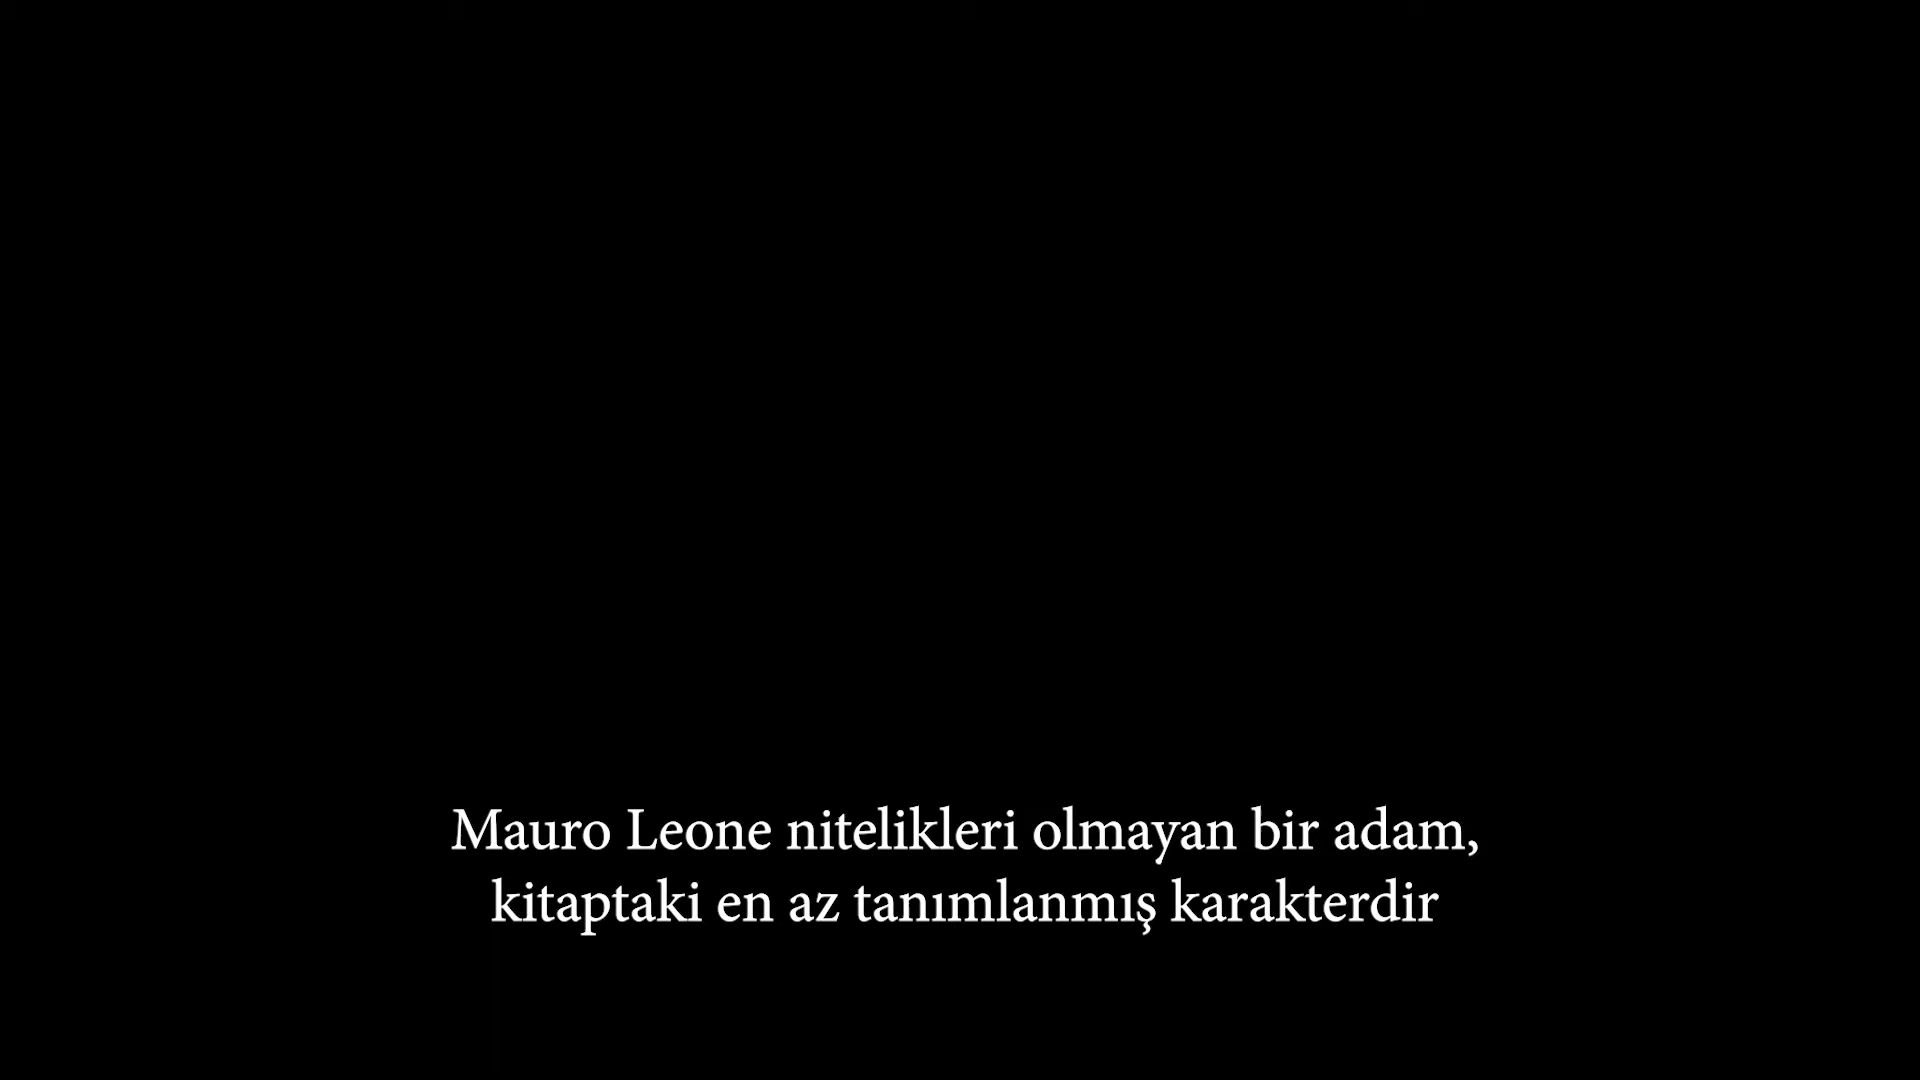 Mauro Leone nitelikleri olmayan bir adam,
kitaptaki en az tanımlanmış karakterdir